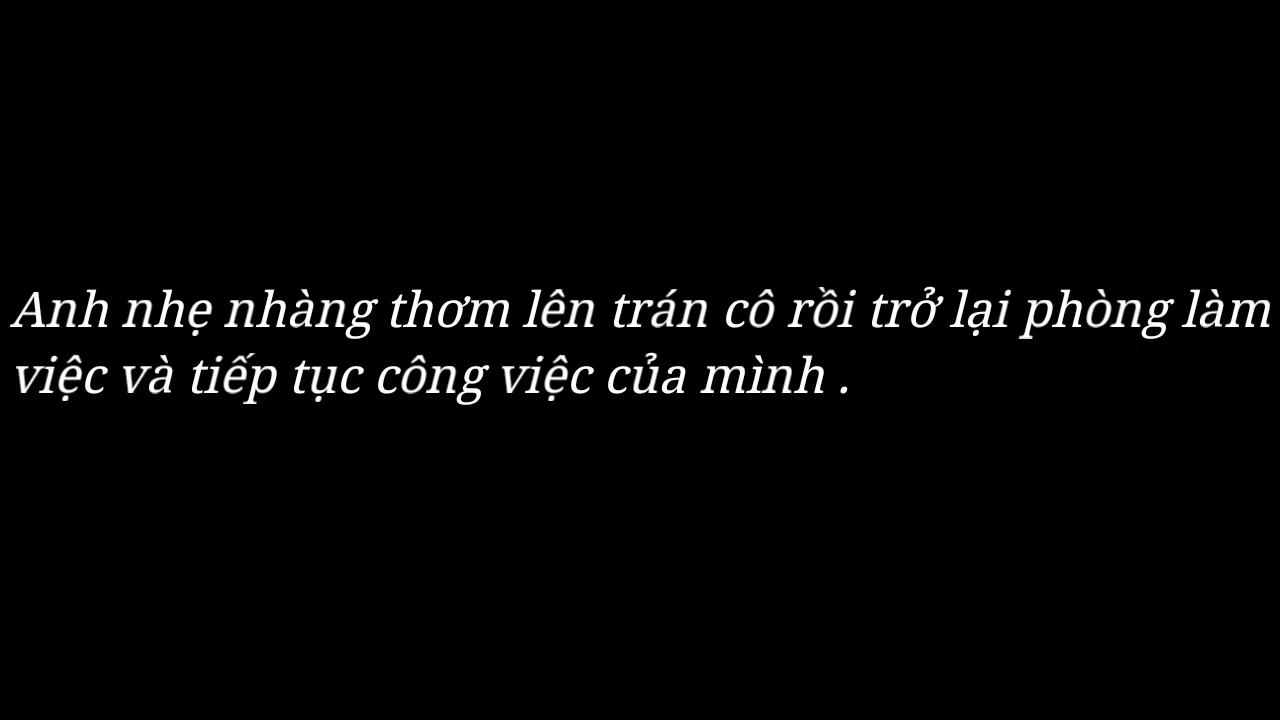 Anh nhẹ nhàng thơm lên trán cô rồi trở lại phòng làm
việc và tiếp tục công việc của mình .